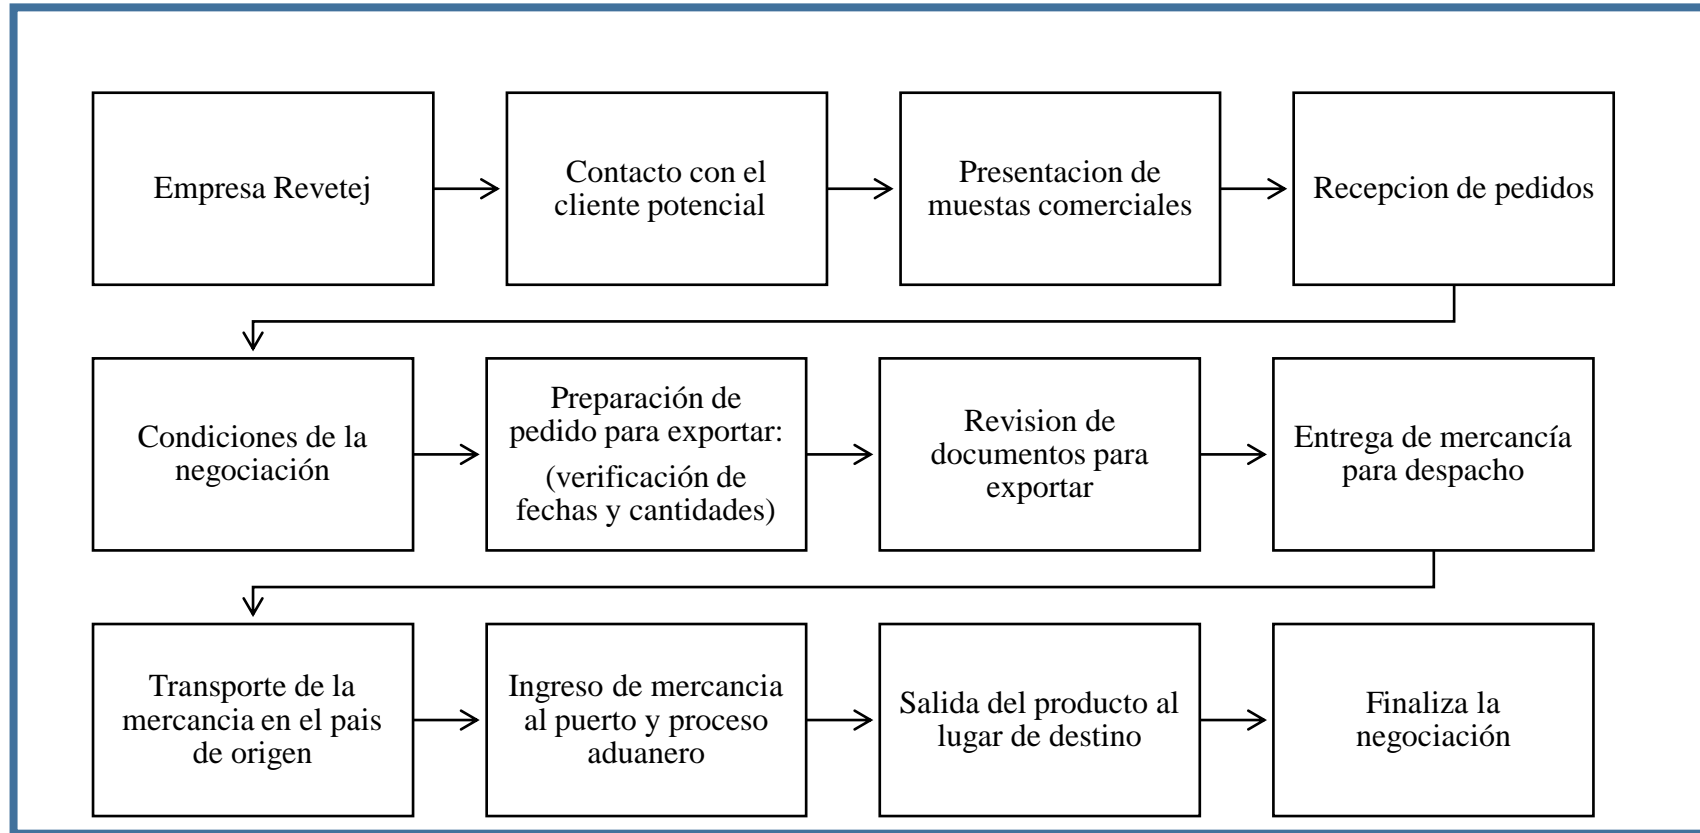 Empresa Revetej
Contacto con el
cliente potencial
Presentacion de
muestas comerciales
Recepcion de pedidos
Condiciones de la
negociación
Preparación de
pedido para exportar:
(verificación de
fechas y cantidades)
Revision de
documentos para
exportar
Entrega de mercancía
para despacho
Transporte de la
mercancia en el pais
de origen
Ingreso de mercancia
al puerto y proceso
aduanero
Salida del producto al
lugar de destino
Finaliza la
negociación